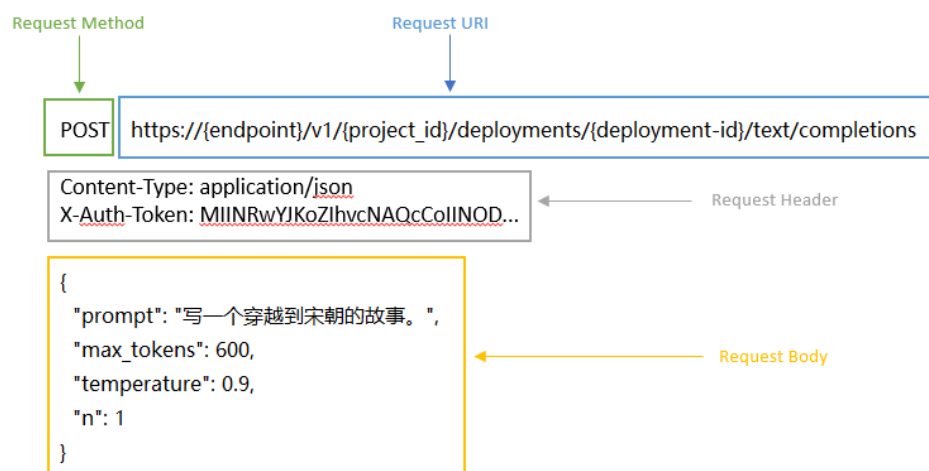 Request Method
Request URI
POST
https://{endpoint}/v1/{project_id}/deployments/{deployment-id}/text/completions
Content-Type: application/json
X-Auth-Token: MIINRwYJKoZIhvcNAQcCoIINOD...
Request Header
{
"prompt": "写一个穿越到宋朝的故事。",
"max_tokens": 600,
"temperature": 0.9,
"n": 1
}
Request Body